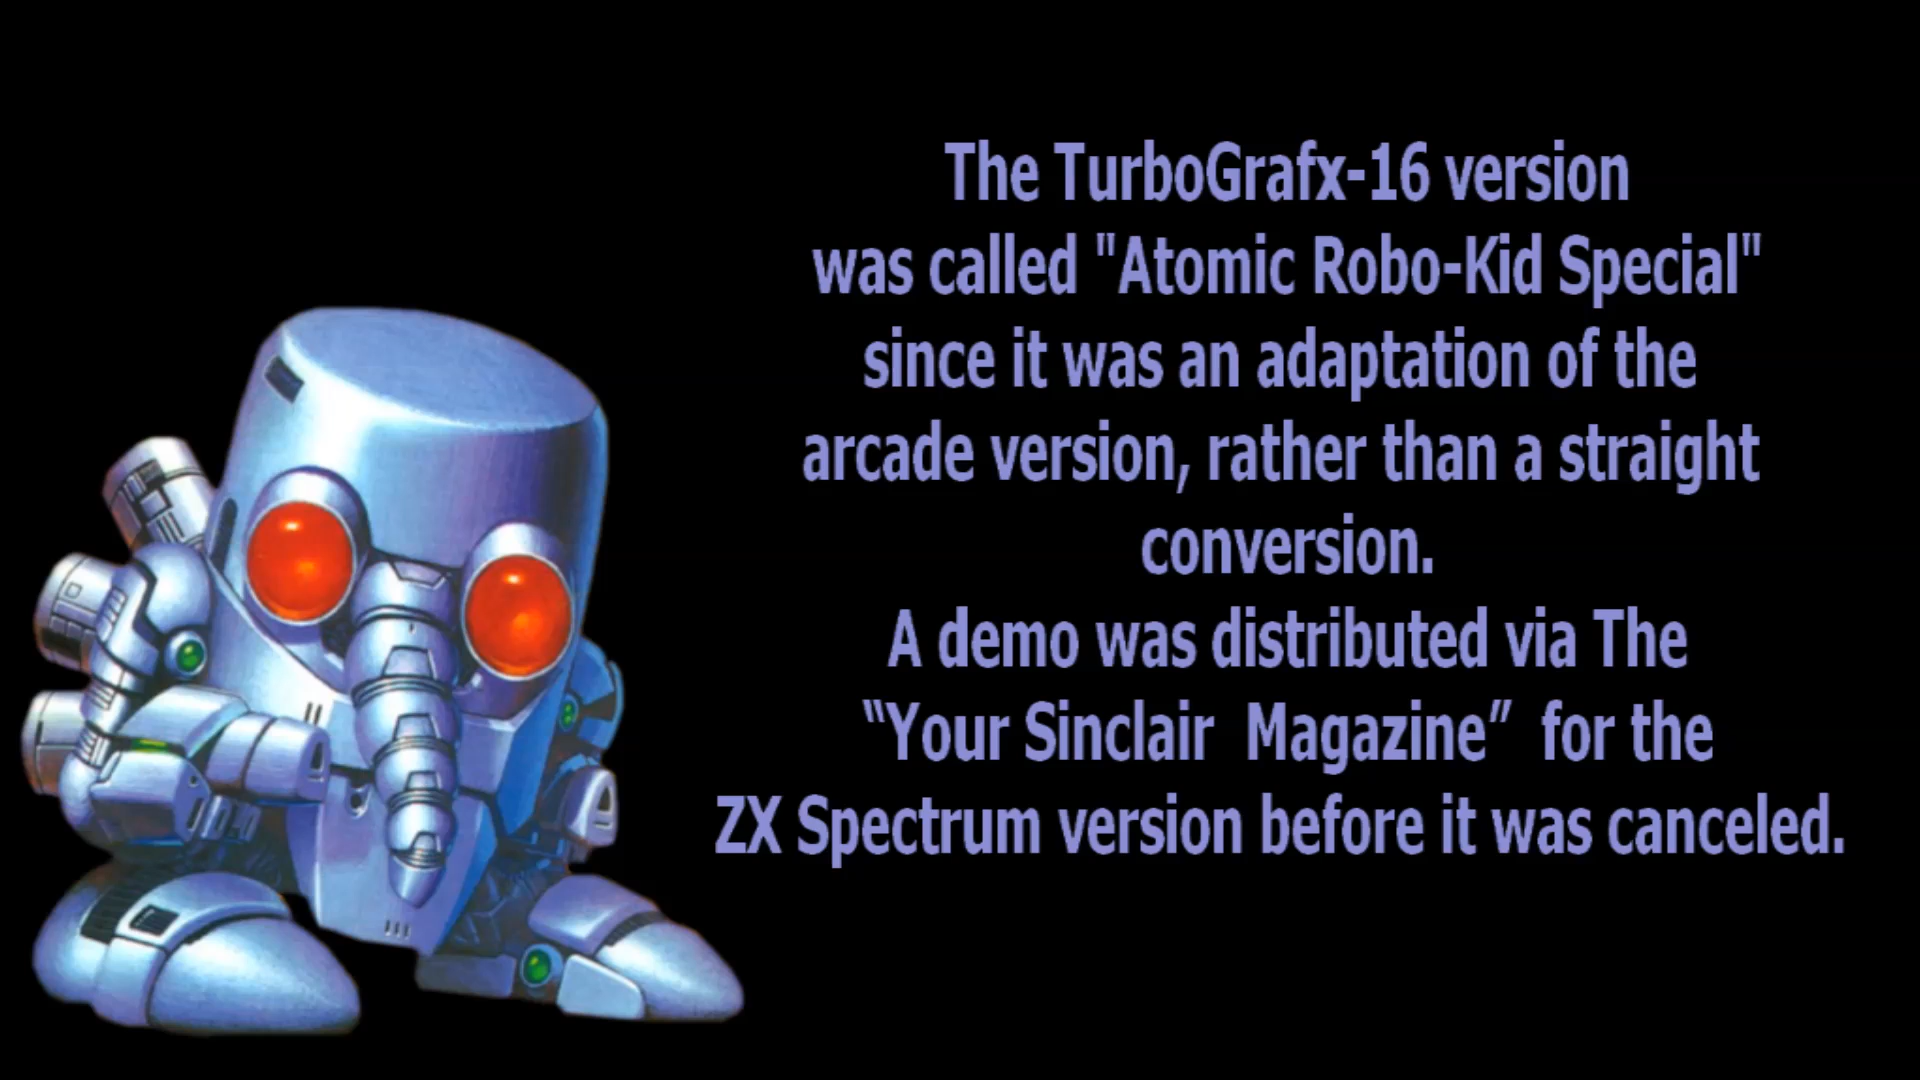 The TurboGrafx-16 version
was called "Atomic Robo-Kid Special"
since it was an adaptation of the
arcade version, rather than a straight
conversion.
A demo was distributed via The
“Your Sinclair  Magazine”  for the
ZX Spectrum version before it was canceled.